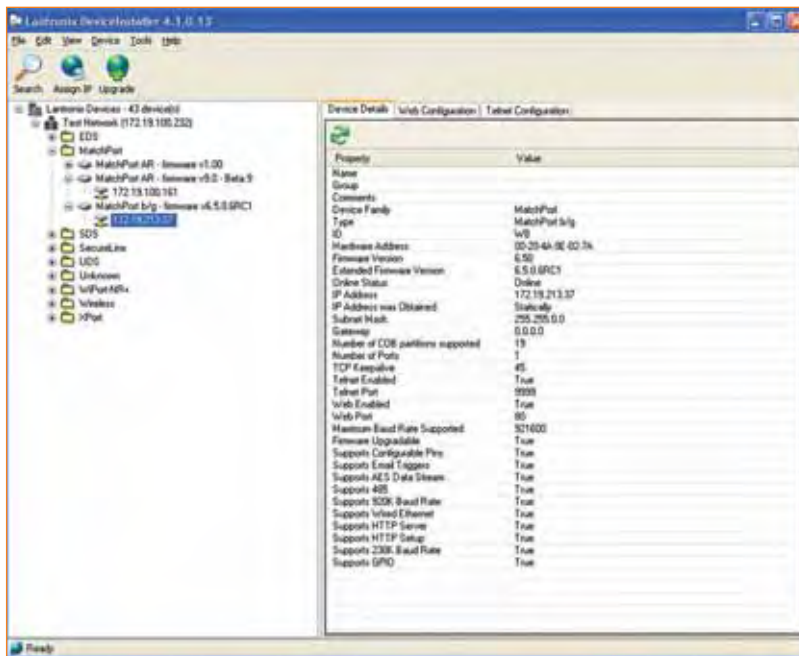 Lantronix DeviceInstaller 4.1.0.13
File Edit View Device Tools Help
Search Assign IP Upgrade
Lantronix Devices - 43 device(s)
Test Network (172.19.100.232)
EDS
MatchPort
MatchPort AR - firmware v1.00
MatchPort AR - firmware v9.0 - Beta 9
172.19.100.161
MatchPort b/g - firmware v6.5.0.6RC1
172.19.213.37
SDS
SecureLinx
UDS
Unknown
WiPort-NR+
Wireless
XPort
Device Details Web Configuration Telnet Configuration
Property Value
Name
Group
Comments
Device Family MatchPort
Type MatchPort b/g
ID W8
Hardware Address 00-20-4A-9E-02-7A
Firmware Version 6.50
Extended Firmware Version 6.5.0.6RC1
Online Status Online
IP Address 172.19.213.37
IP Address was Obtained Statically
Subnet Mask 255.255.0.0
Gateway 0.0.0.0
Number of COB partitions supported 19
Number of Ports 1
TCP Keepalive 45
Telnet Enabled True
Telnet Port 9999
Web Enabled True
Web Port 80
Maximum Baud Rate Supported 921600
Firmware Upgradable True
Supports Configurable Pins True
Supports Email Triggers True
Supports AES Data Stream True
Supports 485 True
Supports 920K Baud Rate True
Supports Wired Ethernet True
Supports HTTP Server True
Supports HTTP Setup True
Supports 230K Baud Rate True
Supports GPIO True
Ready